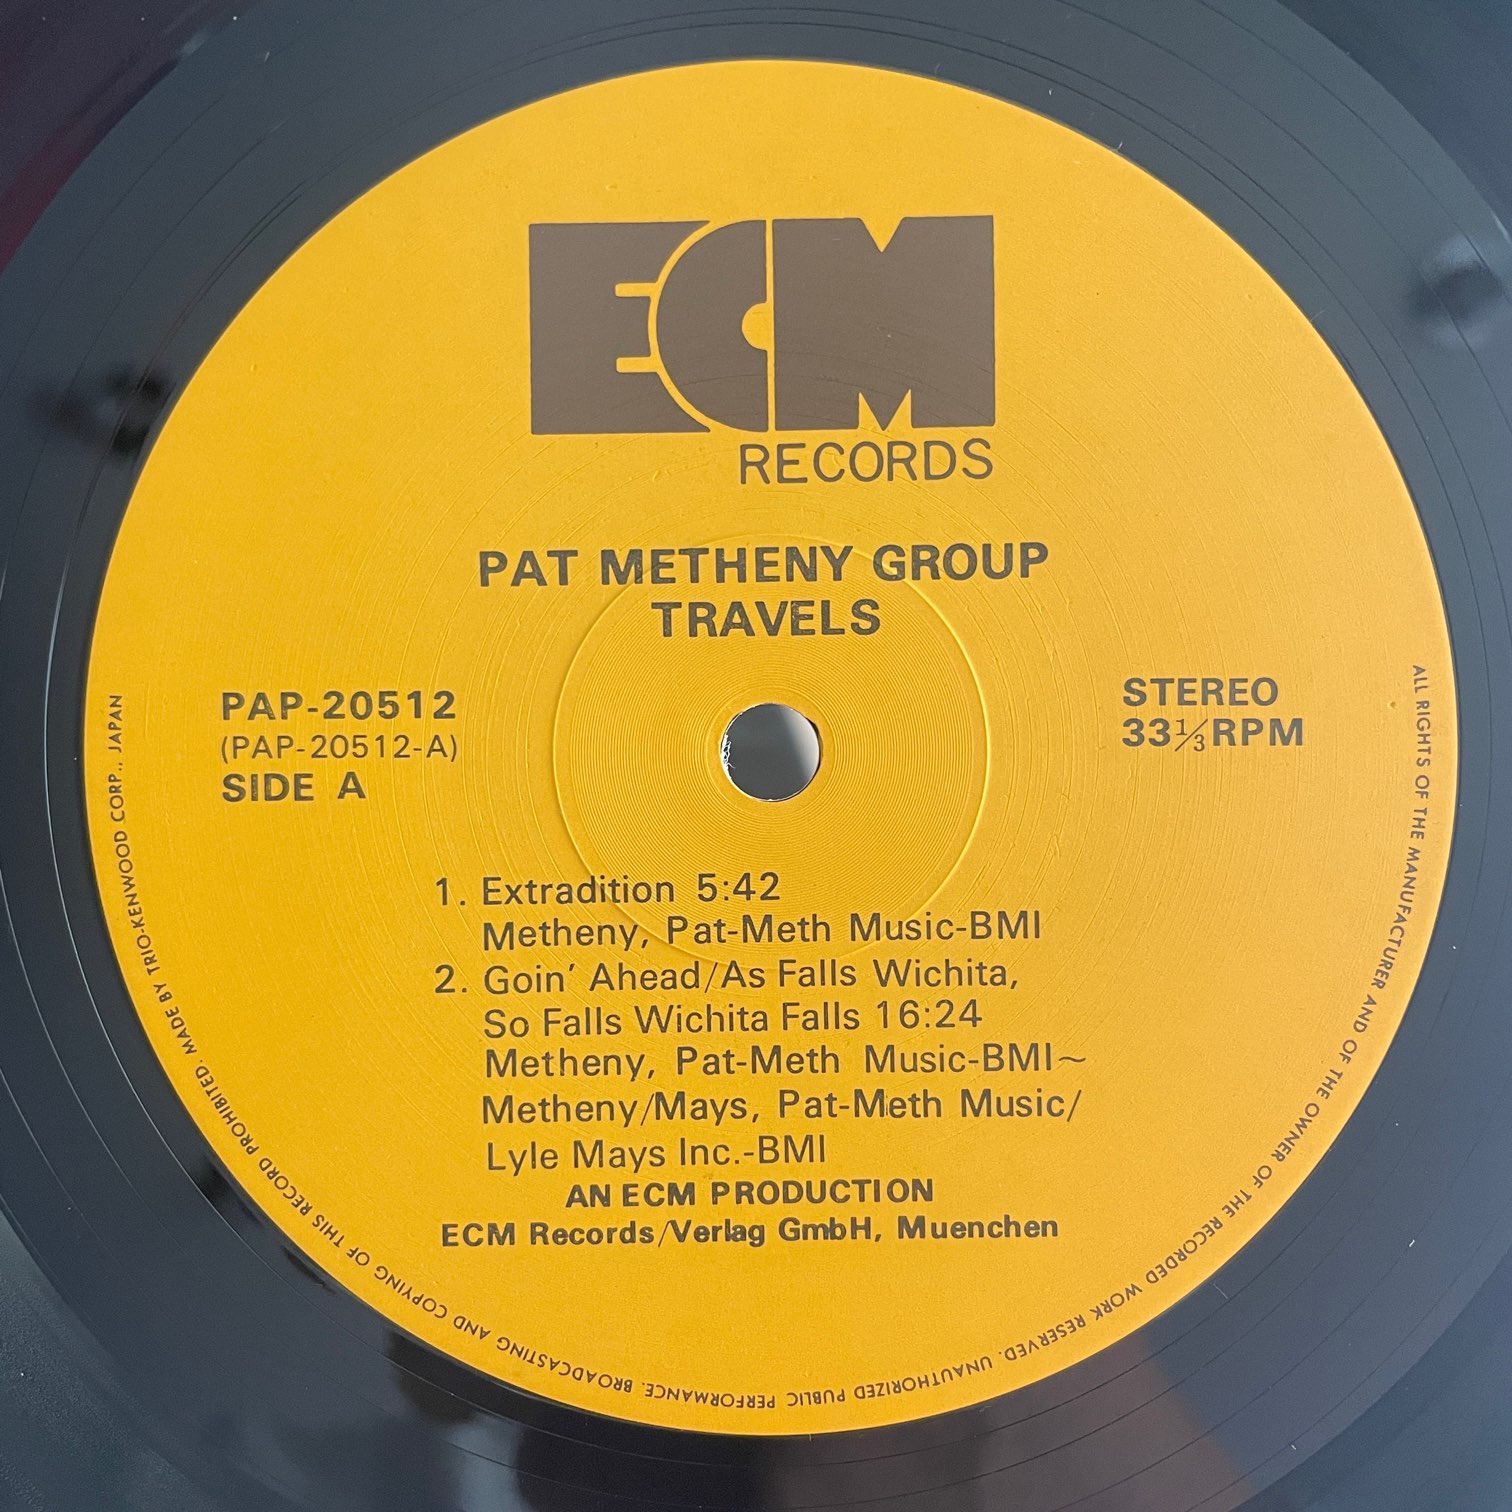 ECM
RECORDS
PAT METHENY GROUP
TRAVELS
PAP-20512
(PAP-20512-A)
SIDE A
STEREO
33⅓RPM
1. Extradition 5:42
Metheny, Pat-Meth Music-BMI
2. Goin' Ahead/As Falls Wichita,
So Falls Wichita Falls 16:24
Metheny, Pat-Meth Music-BMI~
Metheny/Mays, Pat-Meth Music/
Lyle Mays Inc.-BMI
AN ECM PRODUCTION
ECM Records/Verlag GmbH, Muenchen
ALL RIGHTS OF THE MANUFACTURER AND OF THE OWNER OF THE RECORDED WORK RESERVED. UNAUTHORIZED PUBLIC PERFORMANCE. BROADCASTING AND COPYING OF THIS RECORD PROHIBITED. MADE BY TRIO-KENWOOD CORP., JAPAN